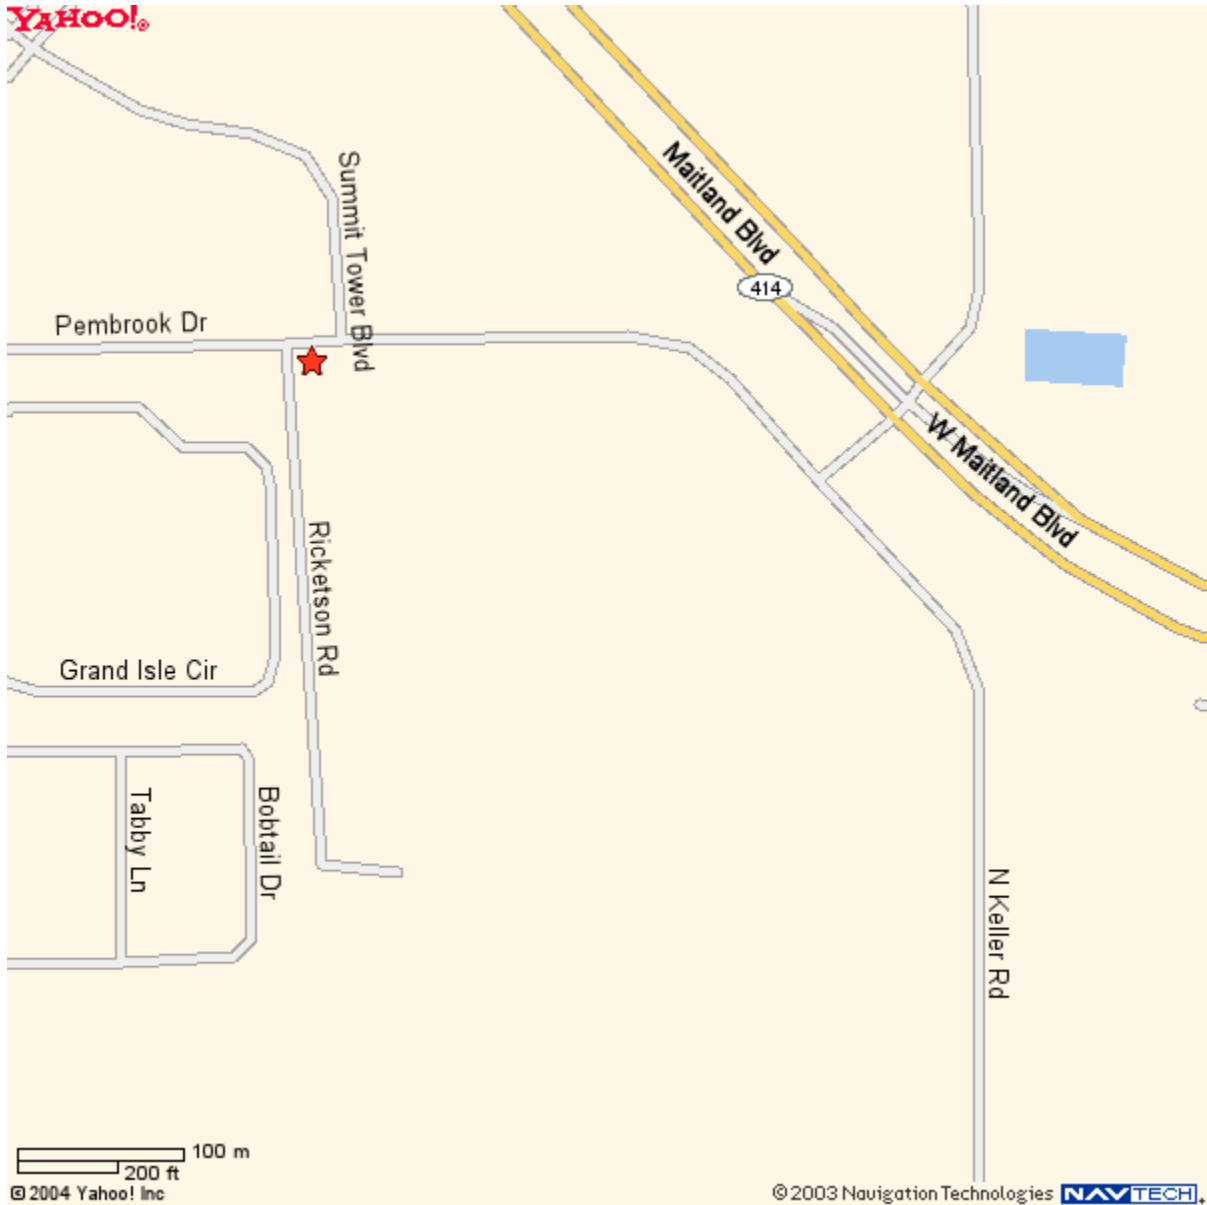 YAHOO!®
Summit Tower Blvd
Maitland Blvd
414
Pembrook Dr
W Maitland Blvd
Ricketson Rd
Grand Isle Cir
Tabby Ln
Bobtail Dr
N Keller Rd
100 m
200 ft
© 2004 Yahoo! Inc
© 2003 Navigation Technologies NAVTECH.